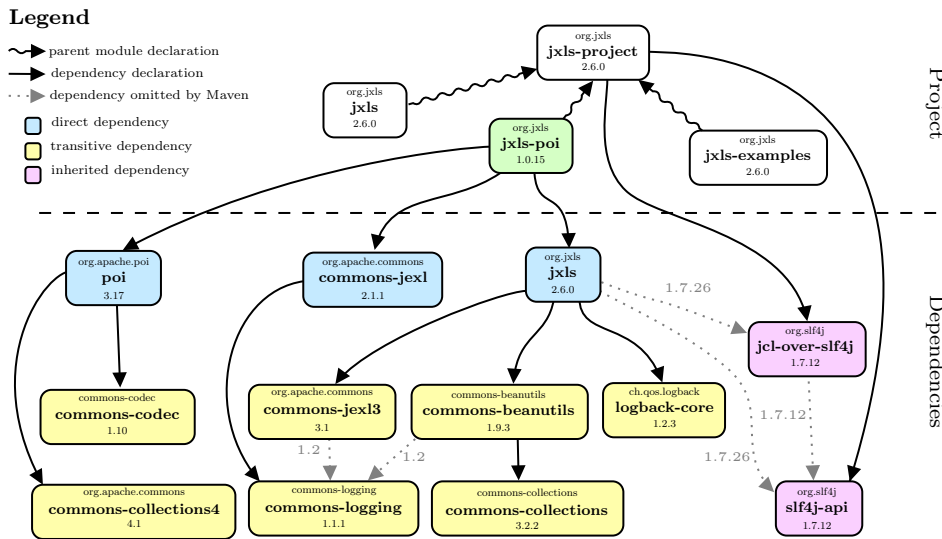 Legend
parent module declaration
dependency declaration
dependency omitted by Maven
direct dependency
transitive dependency
inherited dependency
org.jxls
jxls-project
2.6.0
org.jxls
jxls
2.6.0
org.jxls
jxls-poi
1.0.15
org.jxls
jxls-examples
2.6.0
Project
org.apache.poi
poi
3.17
org.apache.commons
commons-jexl
2.1.1
org.jxls
jxls
2.6.0
1.7.26
org.slf4j
jcl-over-slf4j
1.7.12
Dependencies
commons-codec
commons-codec
1.10
org.apache.commons
commons-jexl3
3.1
commons-beanutils
commons-beanutils
1.9.3
ch.qos.logback
logback-core
1.2.3
1.7.12
1.2
1.2
1.7.26
org.apache.commons
commons-collections4
4.1
commons-logging
commons-logging
1.1.1
commons-collections
commons-collections
3.2.2
org.slf4j
slf4j-api
1.7.12